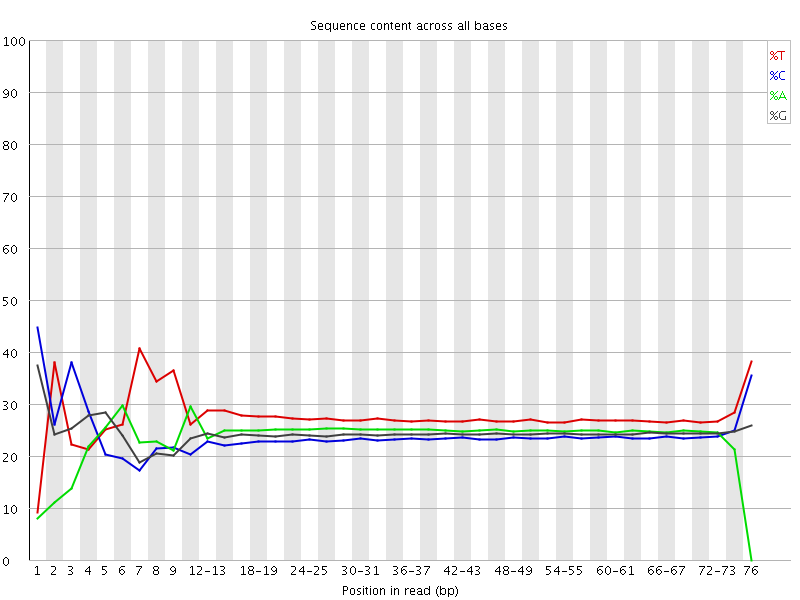 Sequence content across all bases
100
90
80
70
60
50
40
30
20
10
0
%T
%C
%A
%G
1 2 3 4 5 6 7 8 9 12-13 18-19 24-25 30-31 36-37 42-43 48-49 54-55 60-61 66-67 72-73 76
Position in read (bp)